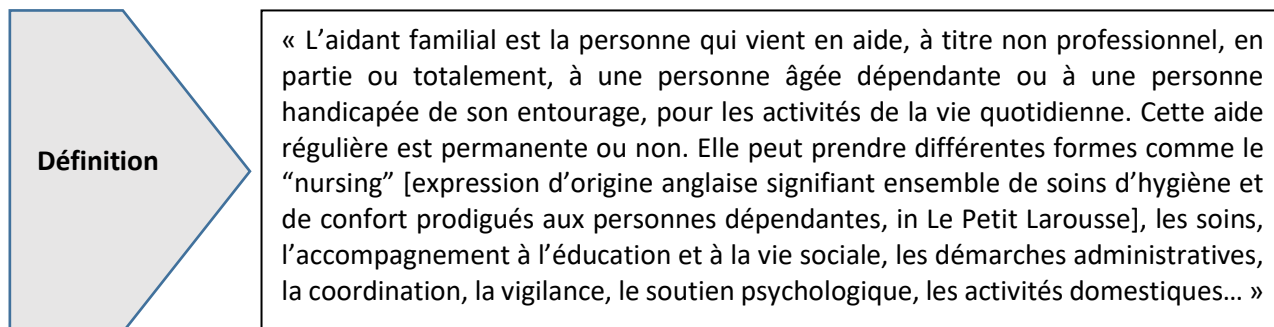 Définition
« L’aidant familial est la personne qui vient en aide, à titre non professionnel, en
partie ou totalement, à une personne âgée dépendante ou à une personne
handicapée de son entourage, pour les activités de la vie quotidienne. Cette aide
régulière est permanente ou non. Elle peut prendre différentes formes comme le
“nursing” [expression d’origine anglaise signifiant ensemble de soins d’hygiène et
de confort prodigués aux personnes dépendantes, in Le Petit Larousse], les soins,
l’accompagnement à l’éducation et à la vie sociale, les démarches administratives,
la coordination, la vigilance, le soutien psychologique, les activités domestiques… »